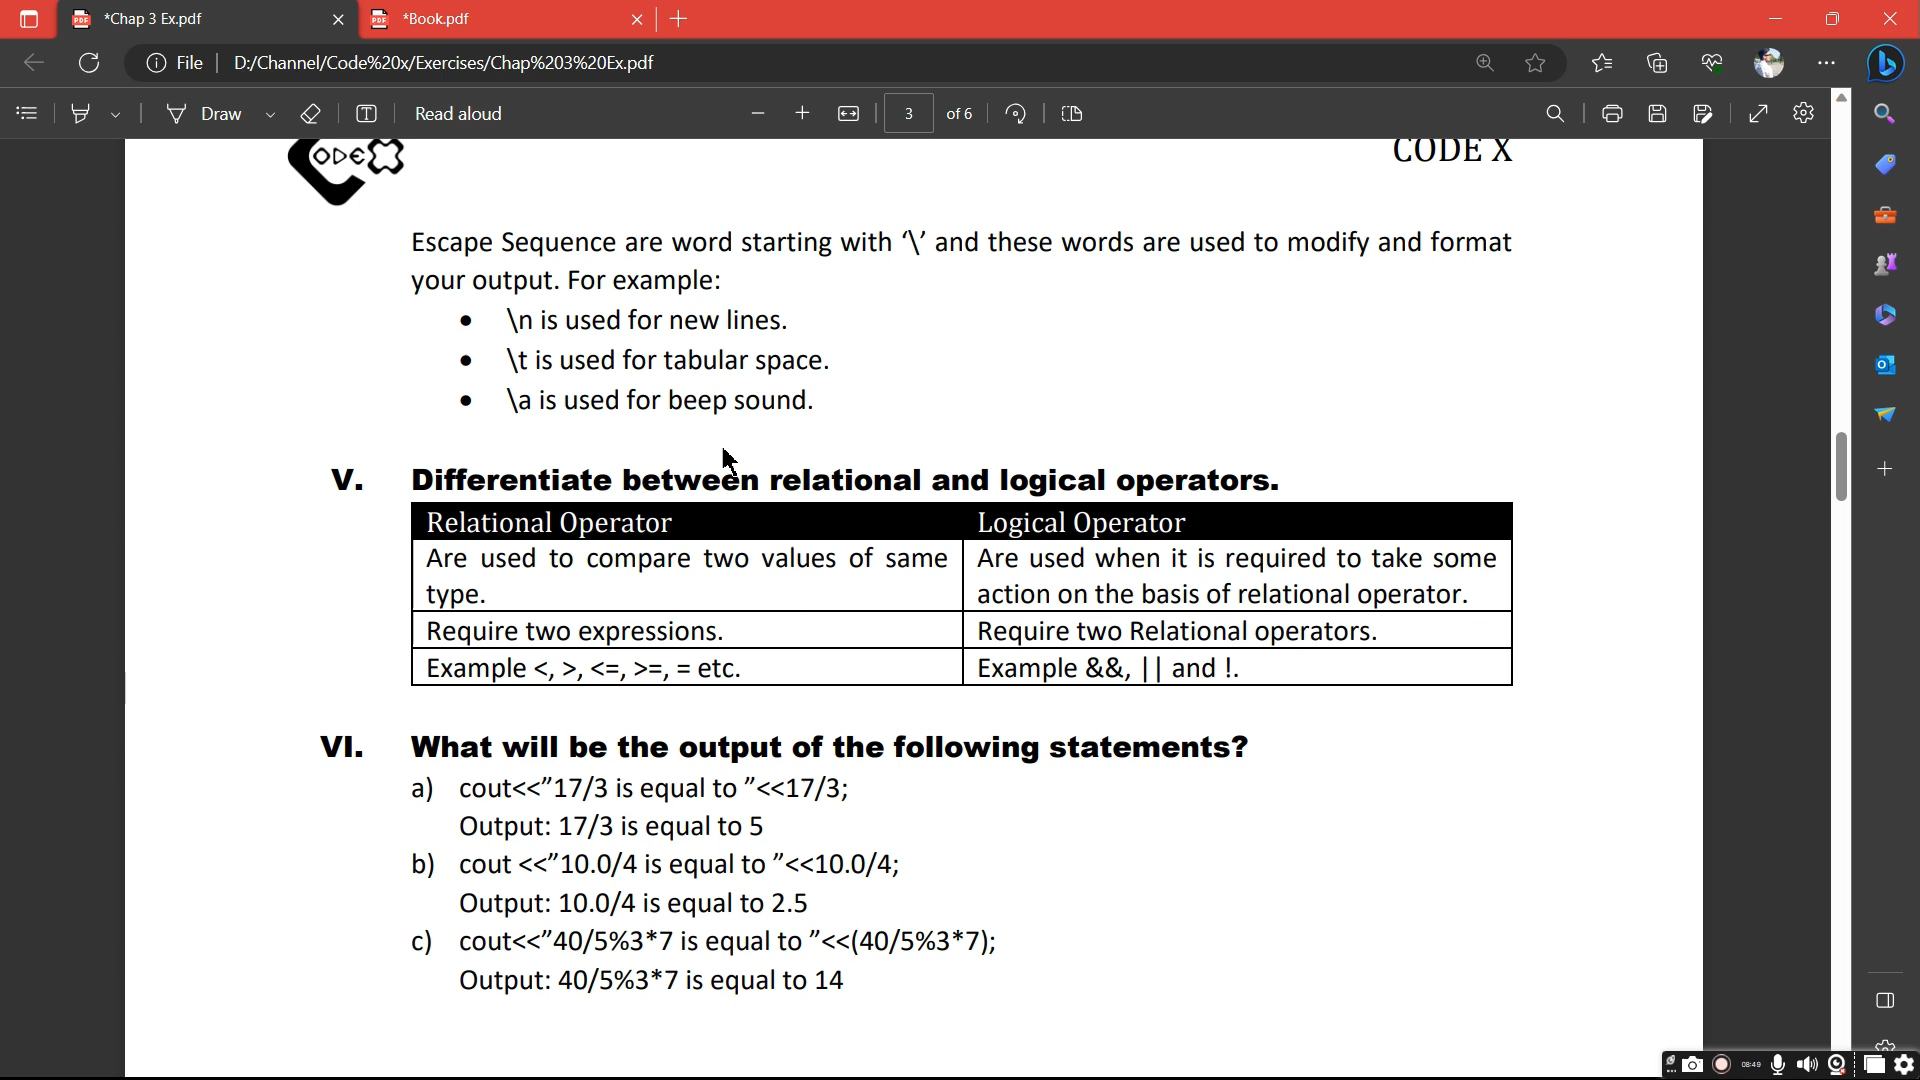 *Chap 3 Ex.pdf
*Book.pdf
File
D:/Channel/Code%20x/Exercises/Chap%203%20Ex.pdf
Draw
Read aloud
3
of 6
CODE X
CODE X
Escape Sequence are word starting with ‘\’ and these words are used to modify and format
your output. For example:
• \n is used for new lines.
• \t is used for tabular space.
• \a is used for beep sound.
V. Differentiate between relational and logical operators.
Relational Operator
Logical Operator
Are used to compare two values of same
type.
Are used when it is required to take some
action on the basis of relational operator.
Require two expressions.
Require two Relational operators.
Example <, >, <=, >=, = etc.
Example &&, || and !.
VI. What will be the output of the following statements?
a) cout<<”17/3 is equal to ”<<17/3;
Output: 17/3 is equal to 5
b) cout <<”10.0/4 is equal to ”<<10.0/4;
Output: 10.0/4 is equal to 2.5
c) cout<<”40/5%3*7 is equal to ”<<(40/5%3*7);
Output: 40/5%3*7 is equal to 14
08:49